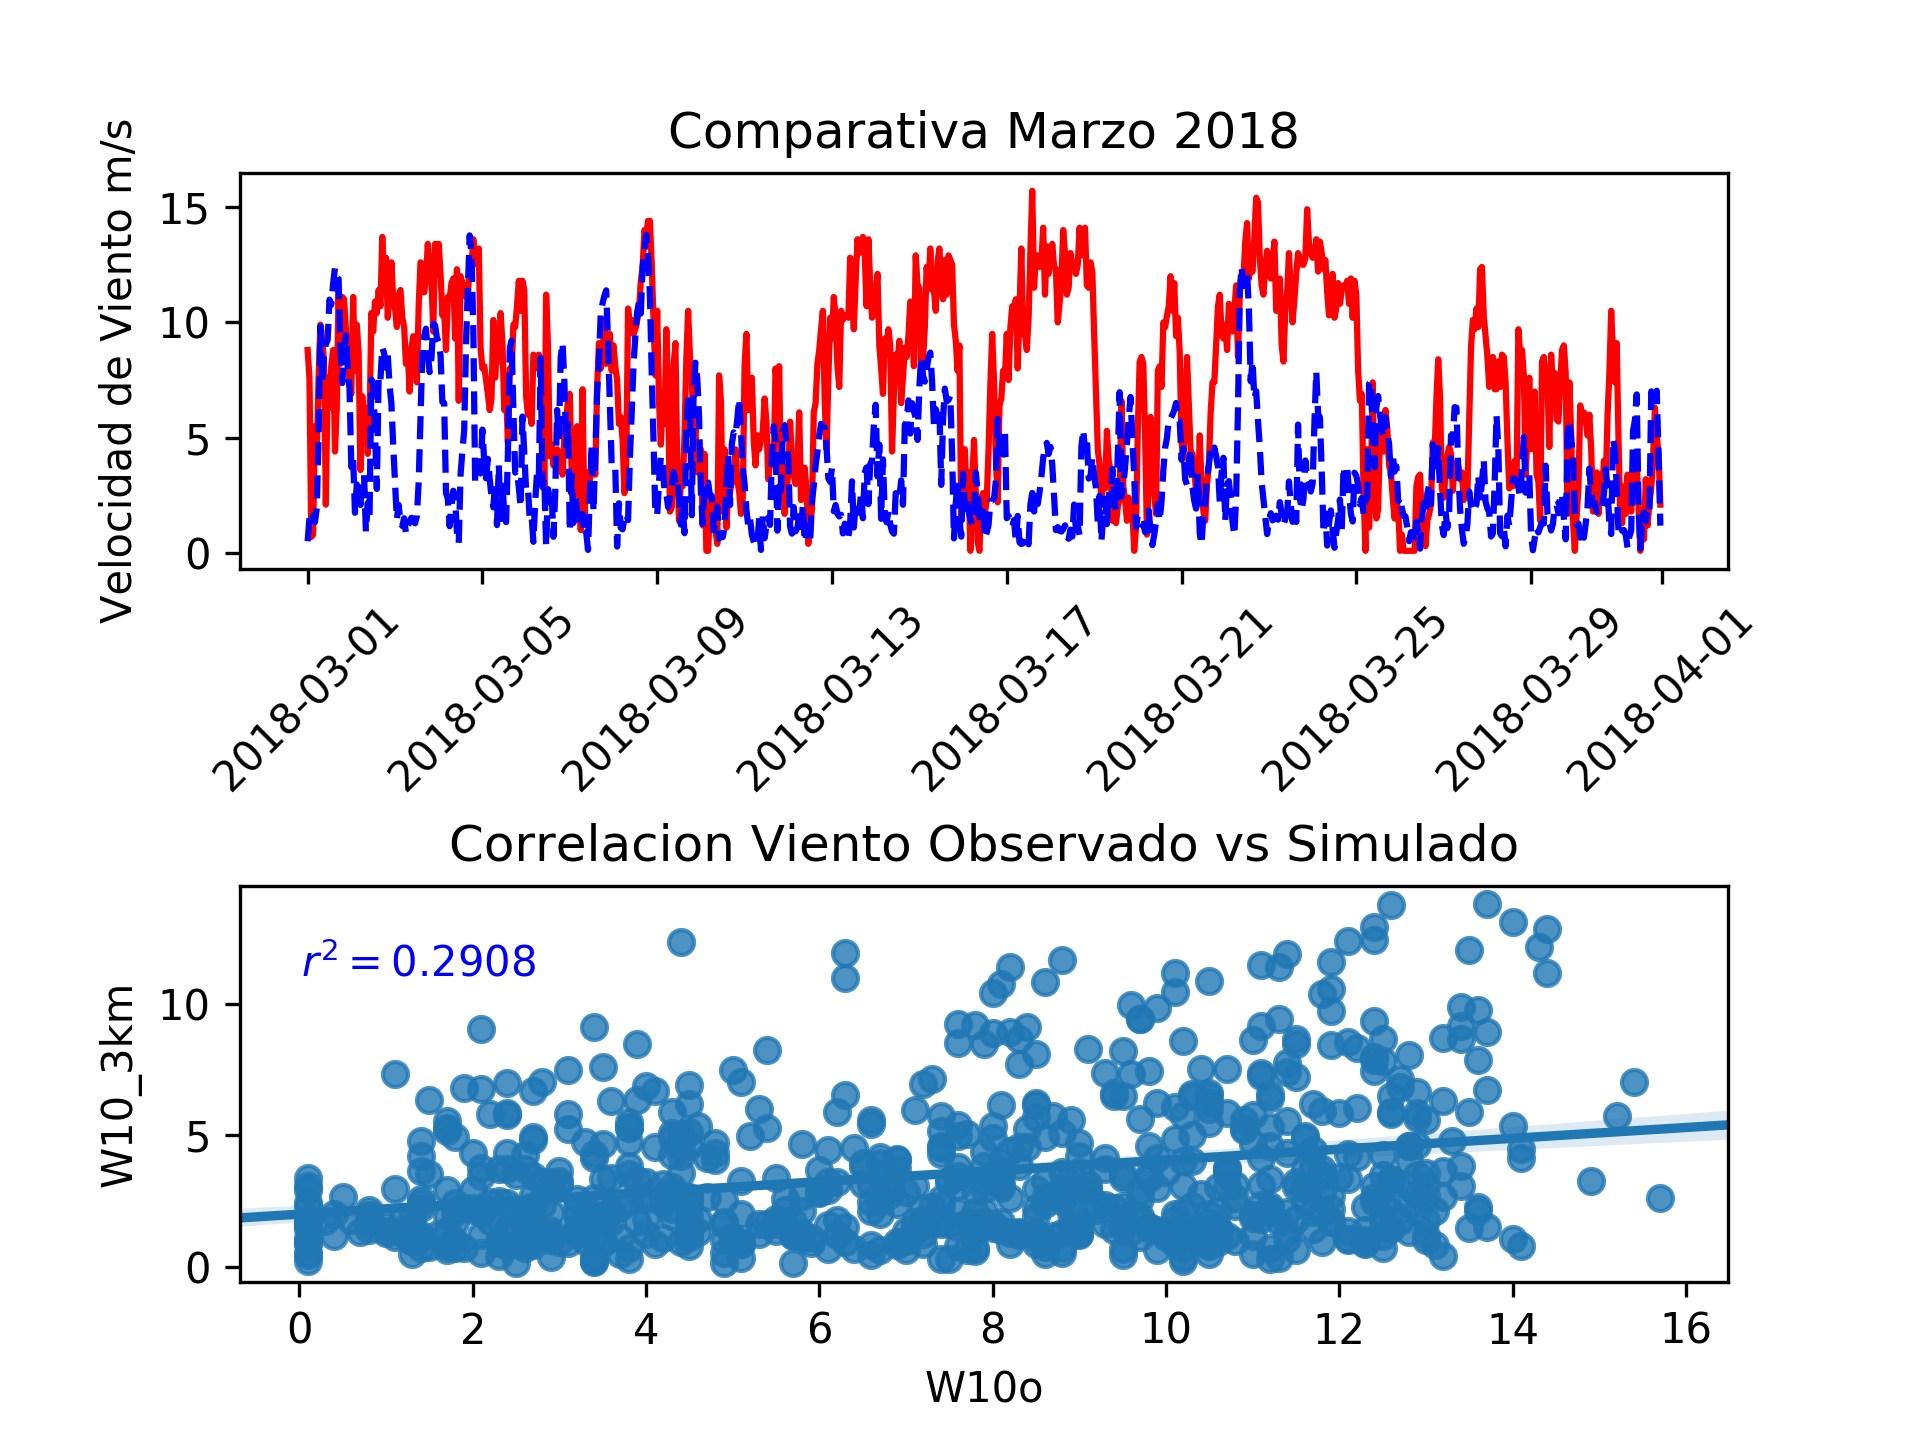 Comparativa Marzo 2018
Velocidad de Viento m/s
15
10
5
0
2018-03-01
2018-03-05
2018-03-09
2018-03-13
2018-03-17
2018-03-21
2018-03-25
2018-03-29
2018-04-01
Correlacion Viento Observado vs Simulado
r² = 0.2908
W10_3km
10
5
0
0 2 4 6 8 10 12 14 16
W10o